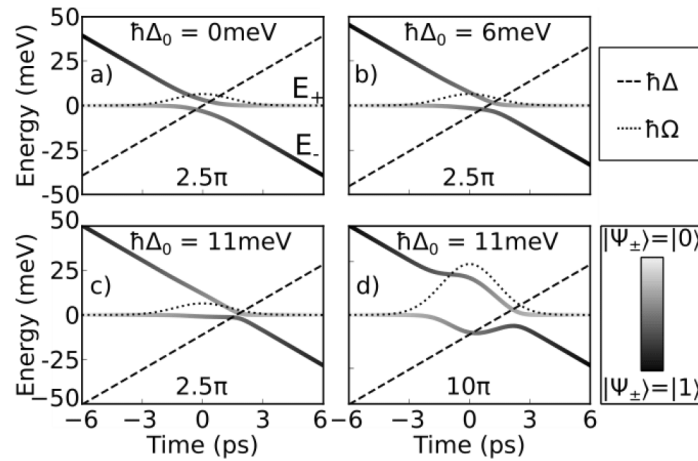 50
25
0
-25
-50
Energy (meV)
ħΔ₀ = 0meV
a)
E₊
E₋
2.5π
ħΔ₀ = 6meV
b)
2.5π
ħΔ
ħΩ
50
25
0
-25
-50
Energy (meV)
ħΔ₀ = 11meV
c)
2.5π
−6 −3 0 3 6
Time (ps)
ħΔ₀ = 11meV
d)
10π
−6 −3 0 3 6
Time (ps)
|Ψ±⟩=|0⟩
|Ψ±⟩=|1⟩